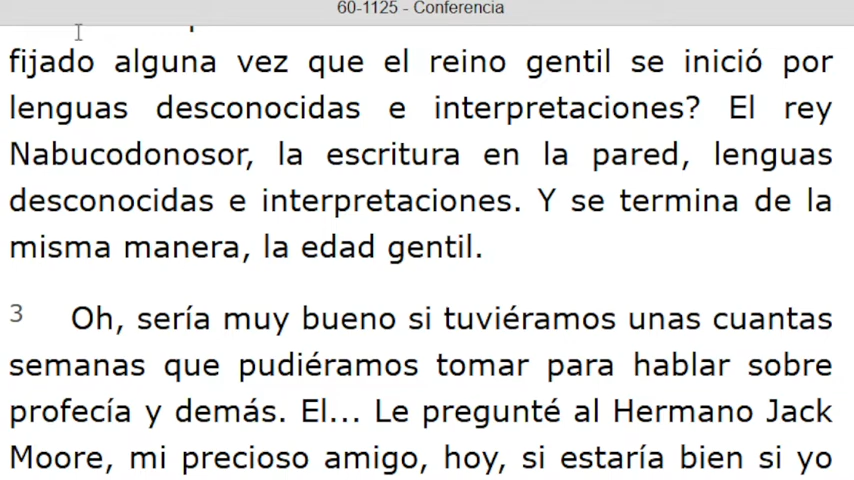 60-1125 - Conferencia
fijado alguna vez que el reino gentil se inició por
lenguas desconocidas e interpretaciones? El rey
Nabucodonosor, la escritura en la pared, lenguas
desconocidas e interpretaciones. Y se termina de la
misma manera, la edad gentil.
3 Oh, sería muy bueno si tuviéramos unas cuantas
semanas que pudiéramos tomar para hablar sobre
profecía y demás. El... Le pregunté al Hermano Jack
Moore, mi precioso amigo, hoy, si estaría bien si yo